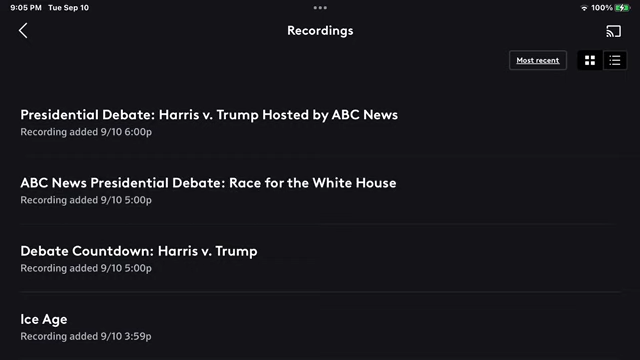 9:05 PM Tue Sep 10
100%
Recordings
Most recent
Presidential Debate: Harris v. Trump Hosted by ABC News
Recording added 9/10 6:00p
ABC News Presidential Debate: Race for the White House
Recording added 9/10 5:00p
Debate Countdown: Harris v. Trump
Recording added 9/10 5:00p
Ice Age
Recording added 9/10 3:59p